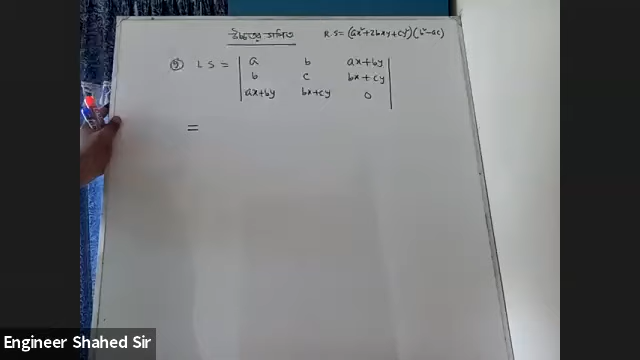 উচ্চতর গণিত
R.S = (ax²+2bxy+cy²)(b²-ac)
L S = | a b ax+by |
| b c bx+cy |
| ax+by bx+cy 0 |
=
Engineer Shahed Sir